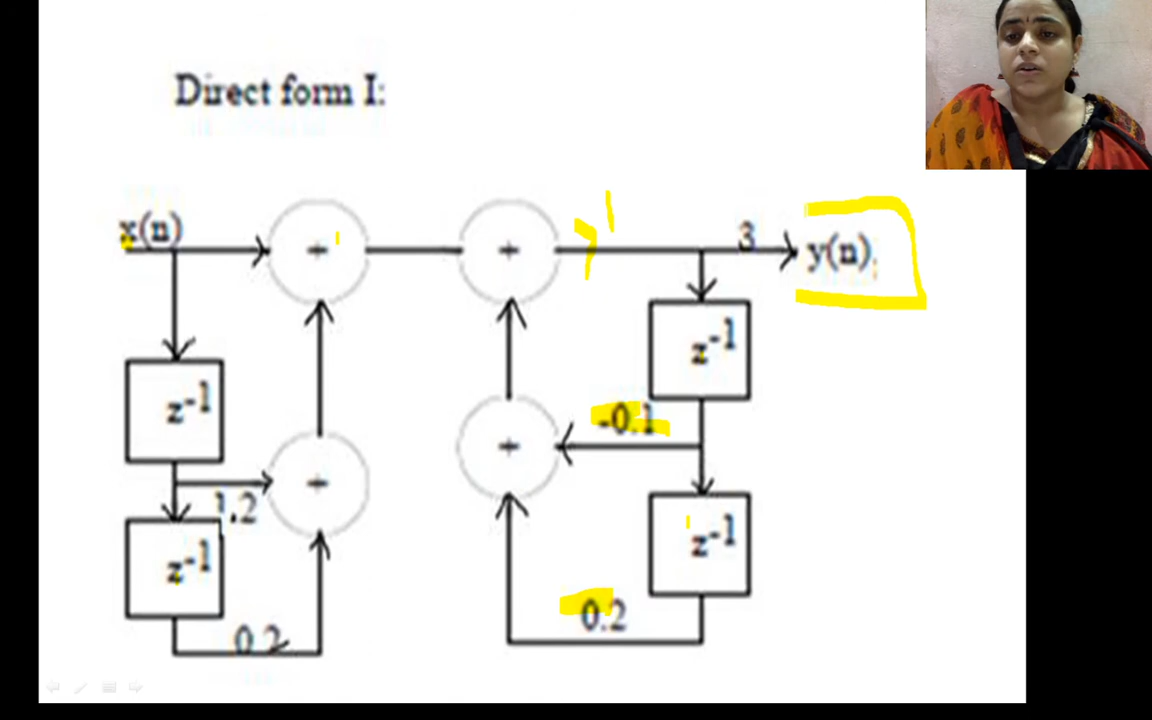 Direct form I:
x(n)
+
+
3
y(n)
z-1
z-1
-0.1
+
+
1.2
z-1
z-1
0.2
0.2